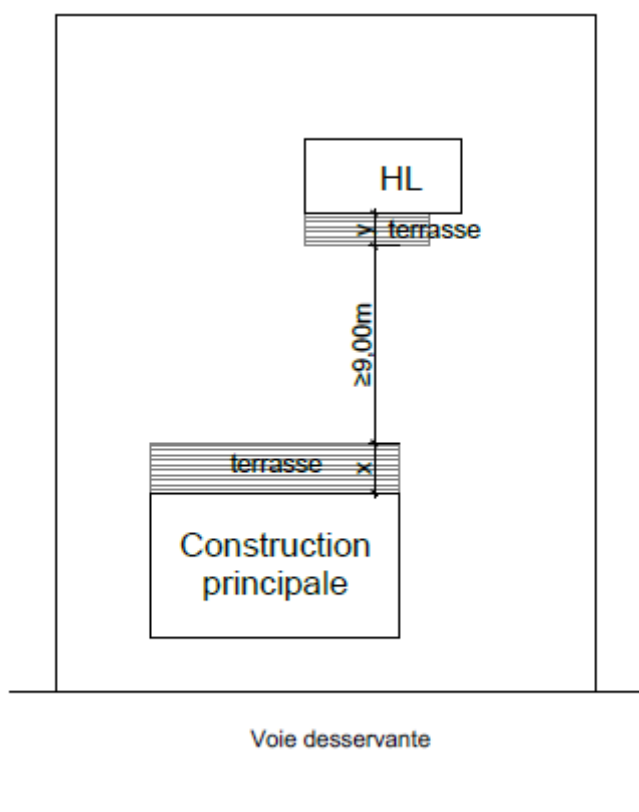 HL
y
terrasse
≥9,00m
terrasse
x
Construction
principale
Voie desservante